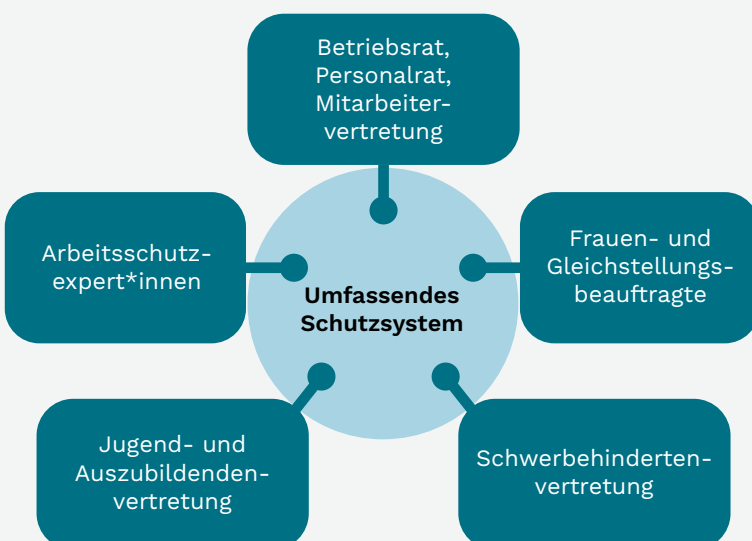 Betriebsrat,
Personalrat,
Mitarbeiter-
vertretung
Arbeitsschutz-
expert*innen
Frauen- und
Gleichstellungs-
beauftragte
Umfassendes
Schutzsystem
Jugend- und
Auszubildenden-
vertretung
Schwerbehinderten-
vertretung